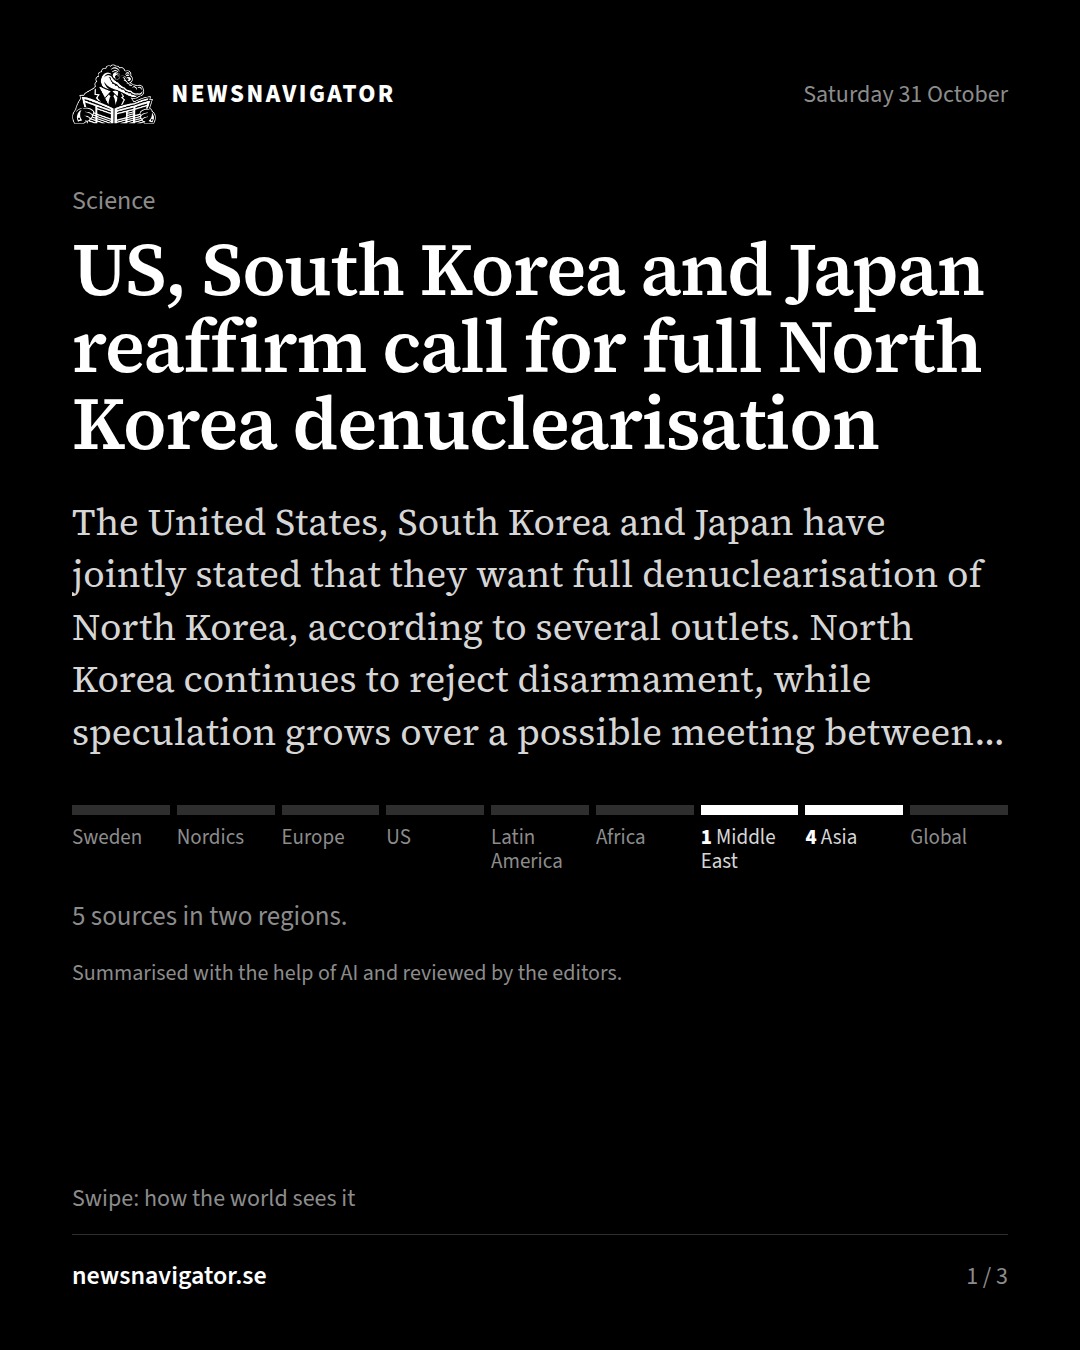 NEWSNAVIGATOR
Saturday 31 October
Science
US, South Korea and Japan
reaffirm call for full North
Korea denuclearisation
The United States, South Korea and Japan have
jointly stated that they want full denuclearisation of
North Korea, according to several outlets. North
Korea continues to reject disarmament, while
speculation grows over a possible meeting between...
Sweden
Nordics
Europe
US
Latin
America
Africa
1 Middle
East
4 Asia
Global
5 sources in two regions.
Summarised with the help of AI and reviewed by the editors.
Swipe: how the world sees it
newsnavigator.se
1 / 3